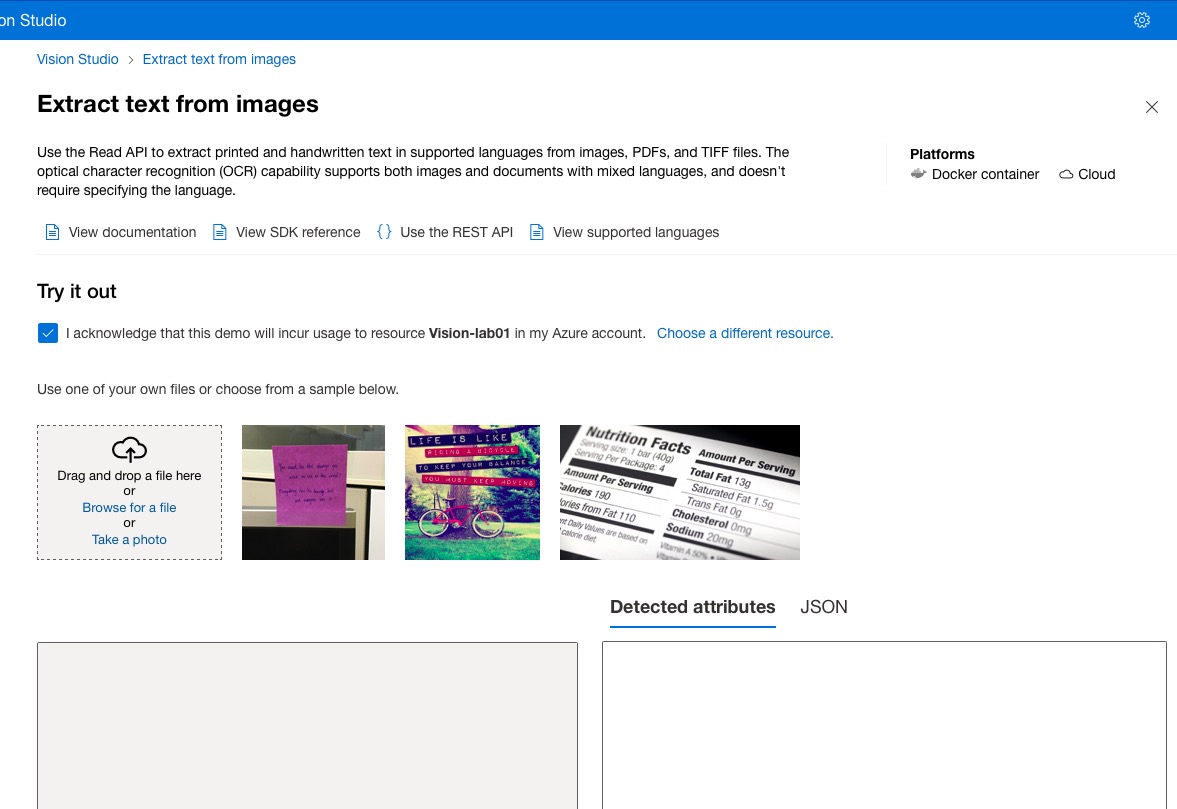 on Studio
Vision Studio > Extract text from images
Extract text from images
Use the Read API to extract printed and handwritten text in supported languages from images, PDFs, and TIFF files. The
optical character recognition (OCR) capability supports both images and documents with mixed languages, and doesn't
require specifying the language.
Platforms
Docker container Cloud
View documentation View SDK reference {} Use the REST API View supported languages
Try it out
I acknowledge that this demo will incur usage to resource Vision-lab01 in my Azure account. Choose a different resource.
Use one of your own files or choose from a sample below.
Drag and drop a file here
or
Browse for a file
or
Take a photo
LIFE IS LIKE
RIDING A BICYCLE
TO KEEP YOUR BALANCE
YOU MUST KEEP MOVING
Nutrition Facts
Serving size: 1 bar (40g)
Serving Per Package: 4
Amount Per Serving
alories 190
ories from Fat 110
nt Daily Values are based on
calorie diet.
Amount Per Serving
Total Fat 13g
Saturated Fat 1.5g
Trans Fat 0g
Cholesterol 0mg
Sodium 20mg
Vitamin A 50%
Detected attributes JSON